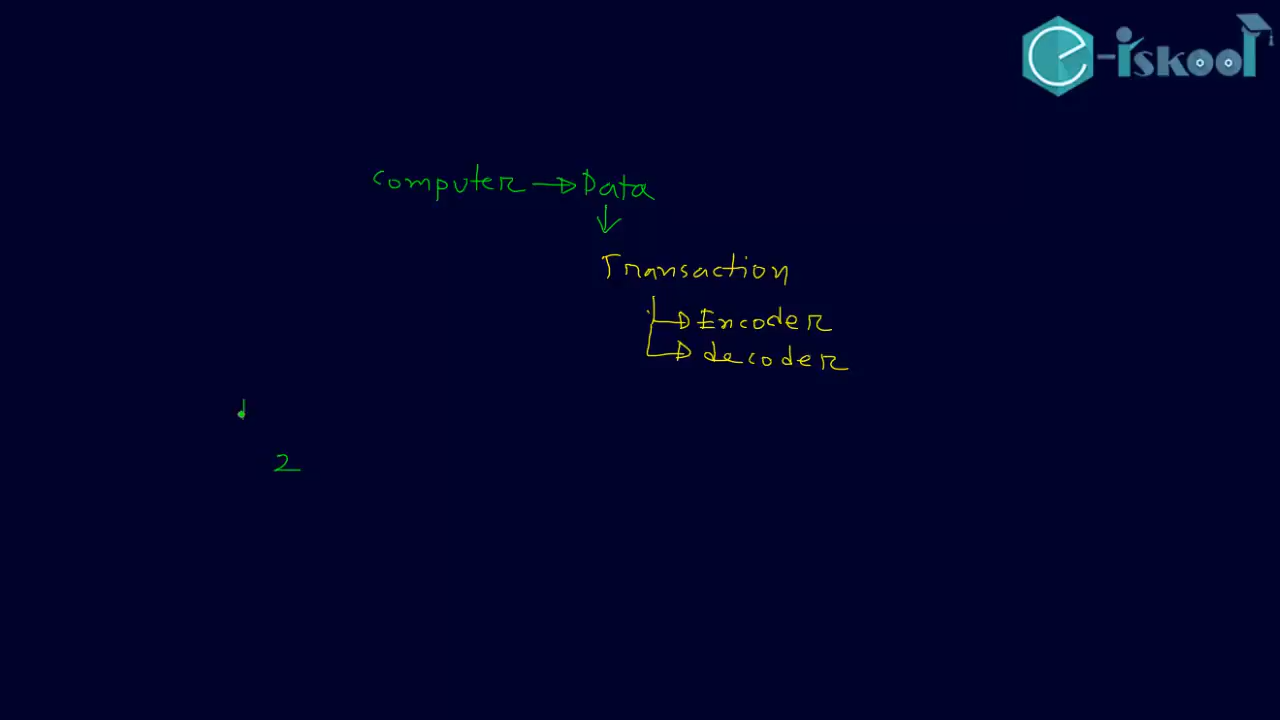 e-iskool
computer → Data
↓
Transaction
→ Encoder
→ decoder
2